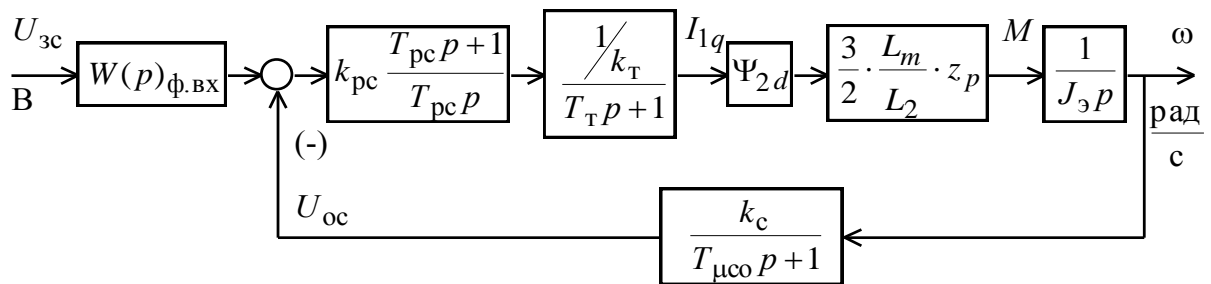 U_зс
В
W(p)_ф.вх
(-)
k_рс (T_рс p + 1) / (T_рс p)
(1/k_т) / (T_т p + 1)
I_1q
Ψ_2d
3/2 · L_m/L_2 · z_p
M
1 / (J_э p)
ω
рад/с
U_ос
k_с / (T_μсо p + 1)